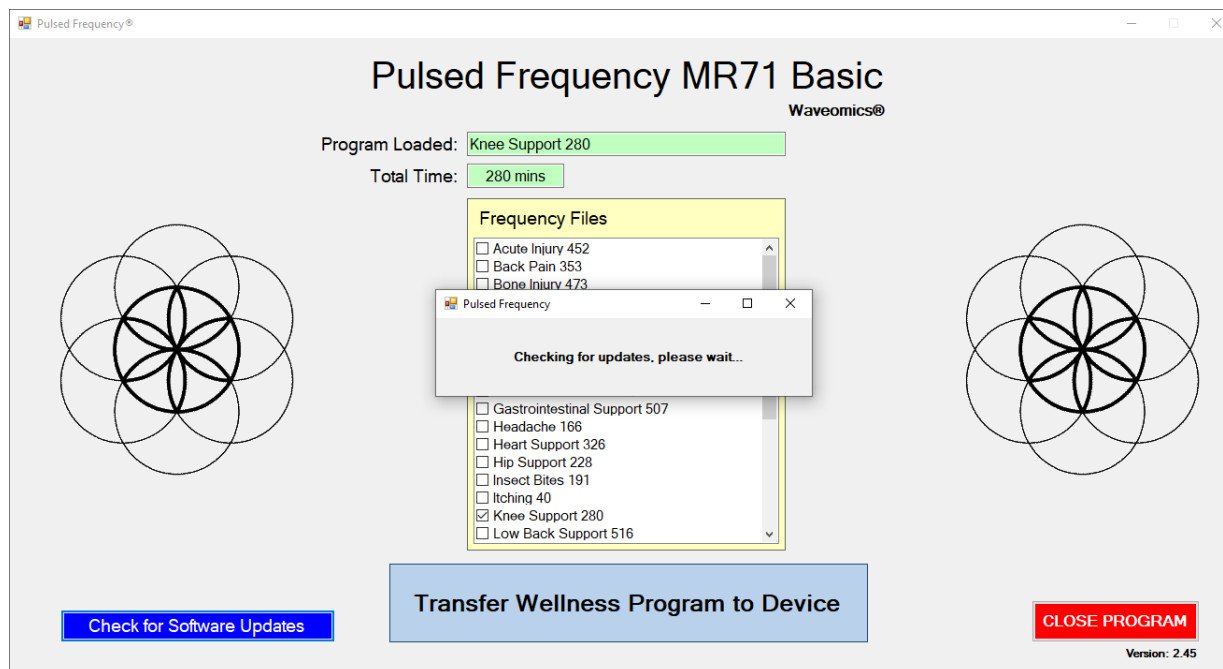 Pulsed Frequency®
Pulsed Frequency MR71 Basic
Waveomics®
Program Loaded: Knee Support 280
Total Time: 280 mins
Frequency Files
Acute Injury 452
Back Pain 353
Bone Injury 473
Pulsed Frequency
Checking for updates, please wait...
Gastrointestinal Support 507
Headache 166
Heart Support 326
Hip Support 228
Insect Bites 191
Itching 40
Knee Support 280
Low Back Support 516
Transfer Wellness Program to Device
Check for Software Updates
CLOSE PROGRAM
Version: 2.45